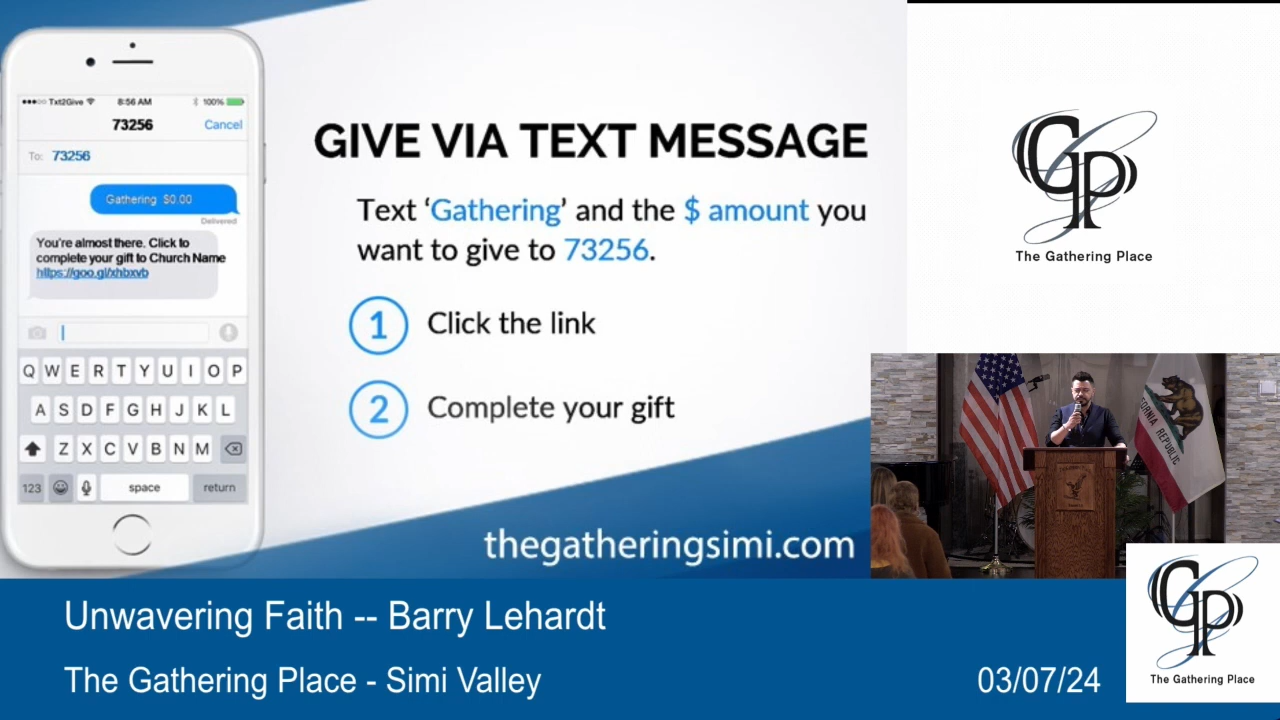 Txt2Give 8:56 AM 100%
73256 Cancel
To: 73256
Gathering $0.00
Delivered
You're almost there. Click to
complete your gift to Church Name
https://goo.gl/xhbxvb
Q W E R T Y U I O P
A S D F G H J K L
Z X C V B N M
123 space return
GIVE VIA TEXT MESSAGE
Text ‘Gathering’ and the $ amount you
want to give to 73256.
1 Click the link
2 Complete your gift
thegatheringsimi.com
GP
The Gathering Place
CALIFORNIA REPUBLIC
Unwavering Faith -- Barry Lehardt
The Gathering Place - Simi Valley
03/07/24
GP
The Gathering Place